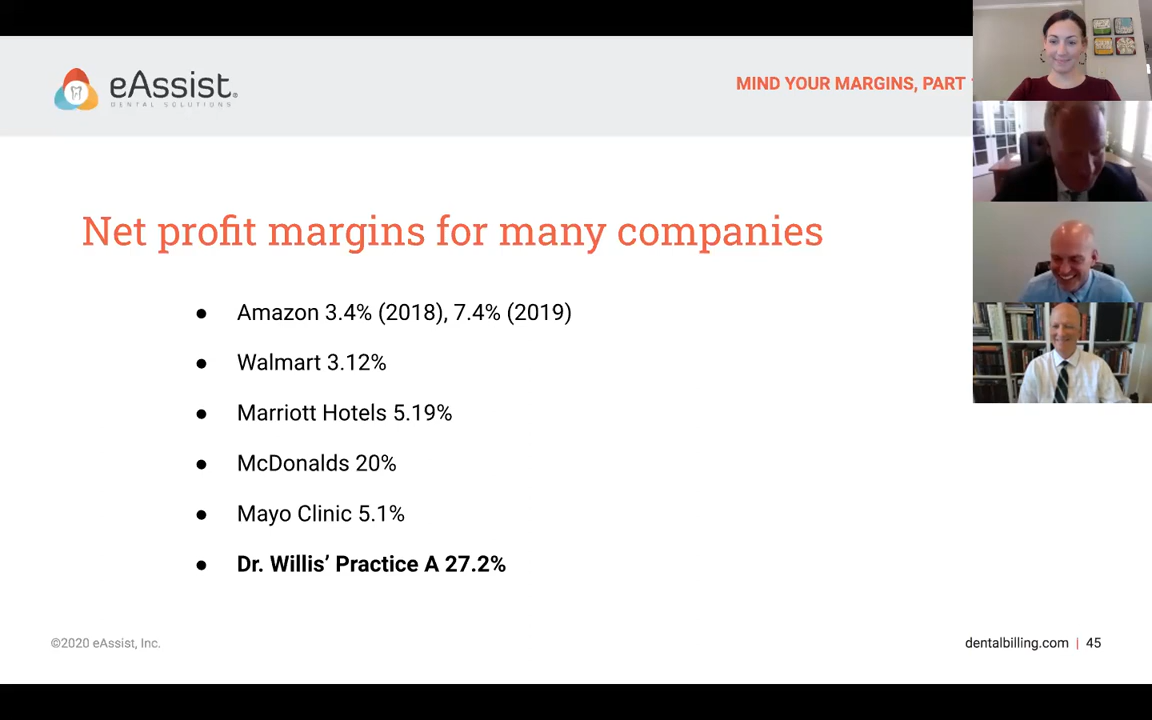 eAssist.
DENTAL SOLUTIONS
MIND YOUR MARGINS, PART
Net profit margins for many companies
● Amazon 3.4% (2018), 7.4% (2019)
● Walmart 3.12%
● Marriott Hotels 5.19%
● McDonalds 20%
● Mayo Clinic 5.1%
● Dr. Willis’ Practice A 27.2%
©2020 eAssist, Inc.
dentalbilling.com | 45